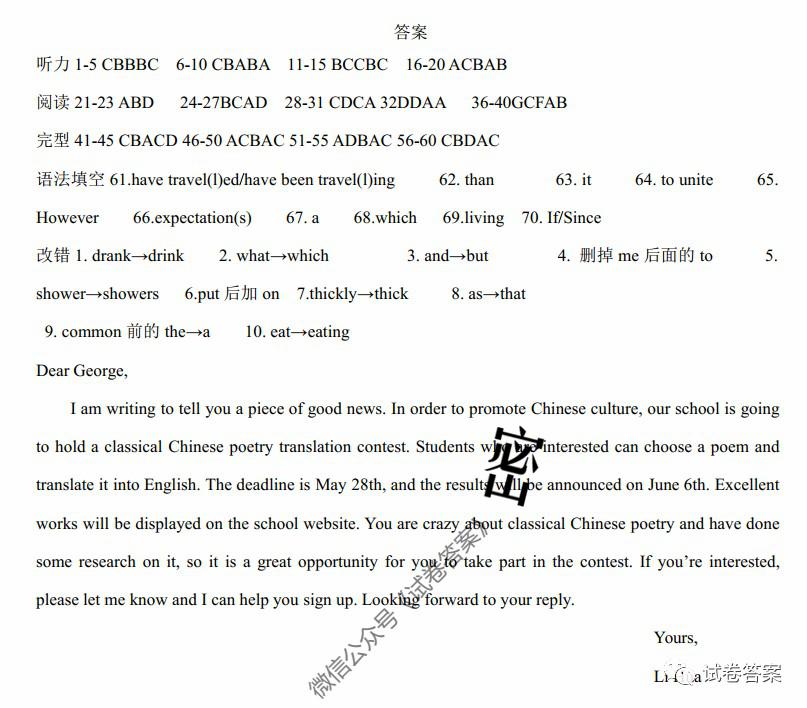 答案
听力 1-5 CBBBC 6-10 CBABA 11-15 BCCBC 16-20 ACBAB
阅读 21-23 ABD 24-27BCAD 28-31 CDCA 32DDAA 36-40GCFAB
完型 41-45 CBACD 46-50 ACBAC 51-55 ADBAC 56-60 CBDAC
语法填空 61.have travel(l)ed/have been travel(l)ing 62. than 63. it 64. to unite 65.
However 66.expectation(s) 67. a 68.which 69.living 70. If/Since
改错 1. drank→drink 2. what→which 3. and→but 4. 删掉 me 后面的 to 5.
shower→showers 6.put 后加 on 7.thickly→thick 8. as→that
9. common 前的 the→a 10. eat→eating
Dear George,
I am writing to tell you a piece of good news. In order to promote Chinese culture, our school is going
to hold a classical Chinese poetry translation contest. Students who are interested can choose a poem and
translate it into English. The deadline is May 28th, and the results will be announced on June 6th. Excellent
works will be displayed on the school website. You are crazy about classical Chinese poetry and have done
some research on it, so it is a great opportunity for you to take part in the contest. If you’re interested,
please let me know and I can help you sign up. Looking forward to your reply.
Yours,
Li
密
微信公众号《试卷答案》
试卷答案